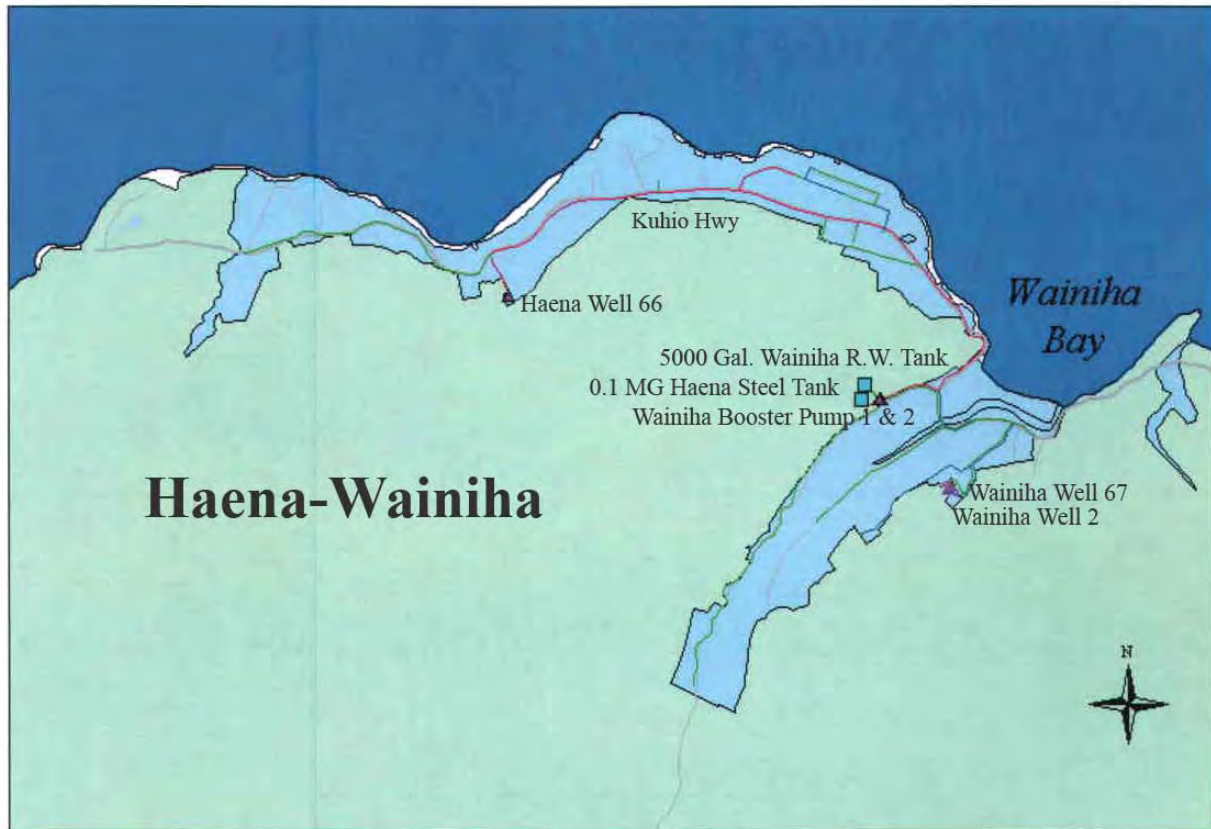 Kuhio Hwy
Wainiha
Bay
Haena Well 66
5000 Gal. Wainiha R.W. Tank
0.1 MG Haena Steel Tank
Wainiha Booster Pump 1 & 2
Haena-Wainiha
Wainiha Well 67
Wainiha Well 2
N